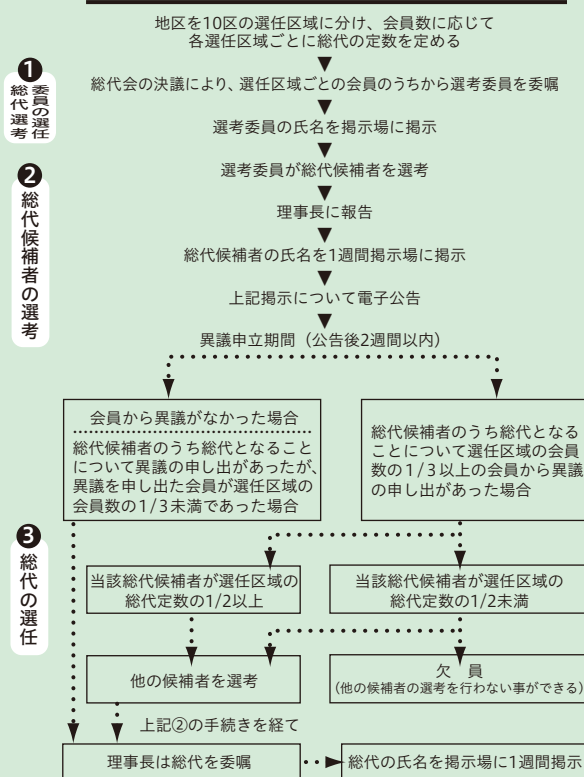 地区を10区の選任区域に分け、会員数に応じて
各選任区域ごとに総代の定数を定める
▼
❶
総代選考
委員の選任
総代会の決議により、選任区域ごとの会員のうちから選考委員を委嘱
▼
選考委員の氏名を掲示場に掲示
▼
❷
総代候補者の選考
選考委員が総代候補者を選考
▼
理事長に報告
▼
総代候補者の氏名を1週間掲示場に掲示
▼
上記掲示について電子公告
▼
異議申立期間（公告後2週間以内）
会員から異議がなかった場合
総代候補者のうち総代となること
について異議の申し出があったが、
異議を申し出た会員が選任区域の
会員数の1/3未満であった場合
総代候補者のうち総代となる
ことについて選任区域の会員
数の1/3以上の会員から異議
の申し出があった場合
❸
総代の選任
当該総代候補者が選任区域の
総代定数の1/2以上
当該総代候補者が選任区域の
総代定数の1/2未満
他の候補者を選考
欠　員
（他の候補者の選考を行わない事ができる）
上記②の手続きを経て
理事長は総代を委嘱
総代の氏名を掲示場に1週間掲示